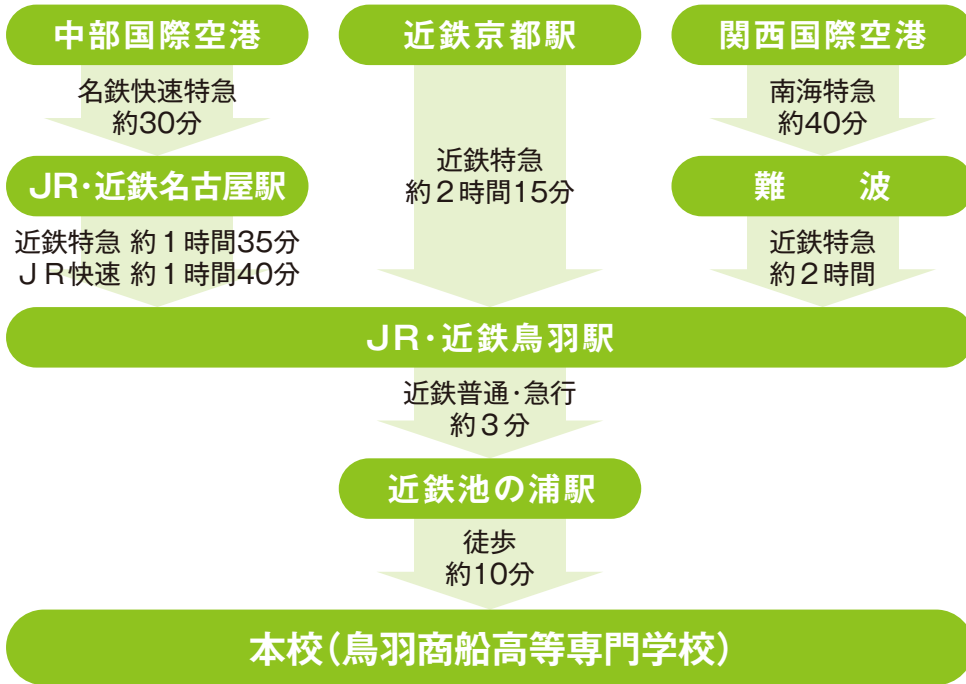 中部国際空港
近鉄京都駅
関西国際空港
名鉄快速特急
約30分
南海特急
約40分
近鉄特急
約2時間15分
JR・近鉄名古屋駅
難　波
近鉄特急 約1時間35分
JR快速 約1時間40分
近鉄特急
約2時間
JR・近鉄鳥羽駅
近鉄普通・急行
約3分
近鉄池の浦駅
徒歩
約10分
本校(鳥羽商船高等専門学校)